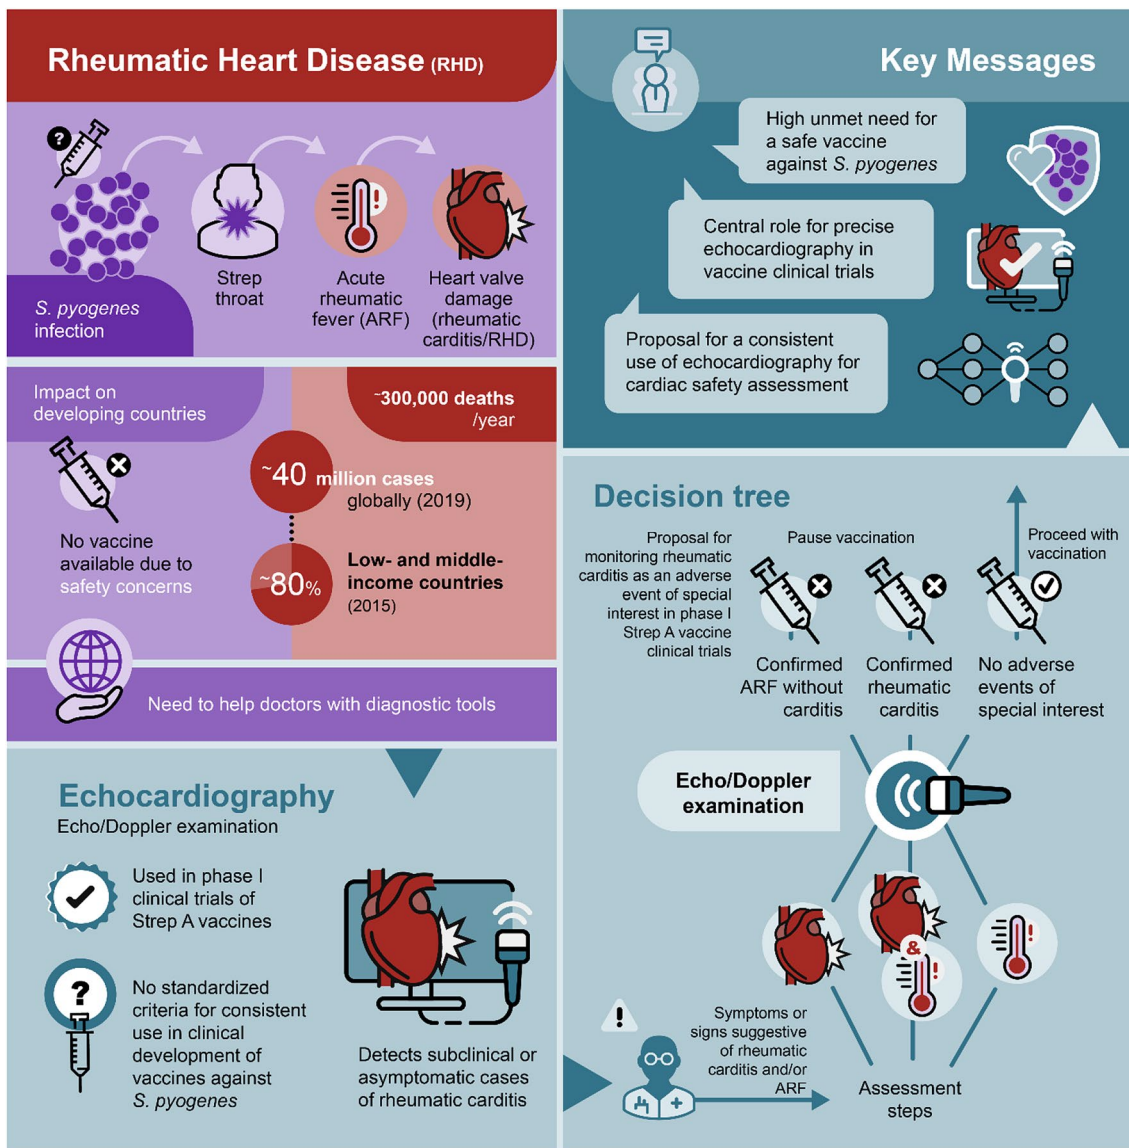 Rheumatic Heart Disease (RHD)
?
S. pyogenes
infection
Strep
throat
!
Acute
rheumatic
fever (ARF)
Heart valve
damage
(rheumatic
carditis/RHD)
Impact on
developing countries
No vaccine
available due to
safety concerns
~300,000 deaths
/year
~40 million cases
globally (2019)
~80%
Low- and middle-
income countries
(2015)
Need to help doctors with diagnostic tools
Echocardiography
Echo/Doppler examination
Used in phase I
clinical trials of
Strep A vaccines
?
No standardized
criteria for consistent
use in clinical
development of
vaccines against
S. pyogenes
Detects subclinical or
asymptomatic cases
of rheumatic carditis
Key Messages
High unmet need for
a safe vaccine
against S. pyogenes
Central role for precise
echocardiography in
vaccine clinical trials
Proposal for a consistent
use of echocardiography for
cardiac safety assessment
Decision tree
Proposal for
monitoring rheumatic
carditis as an adverse
event of special
interest in phase I
Strep A vaccine
clinical trials
Pause vaccination
Proceed with
vaccination
Confirmed
ARF without
carditis
Confirmed
rheumatic
carditis
No adverse
events of
special interest
Echo/Doppler
examination
&
!
!
!
Symptoms or
signs suggestive
of rheumatic
carditis and/or
ARF
Assessment
steps